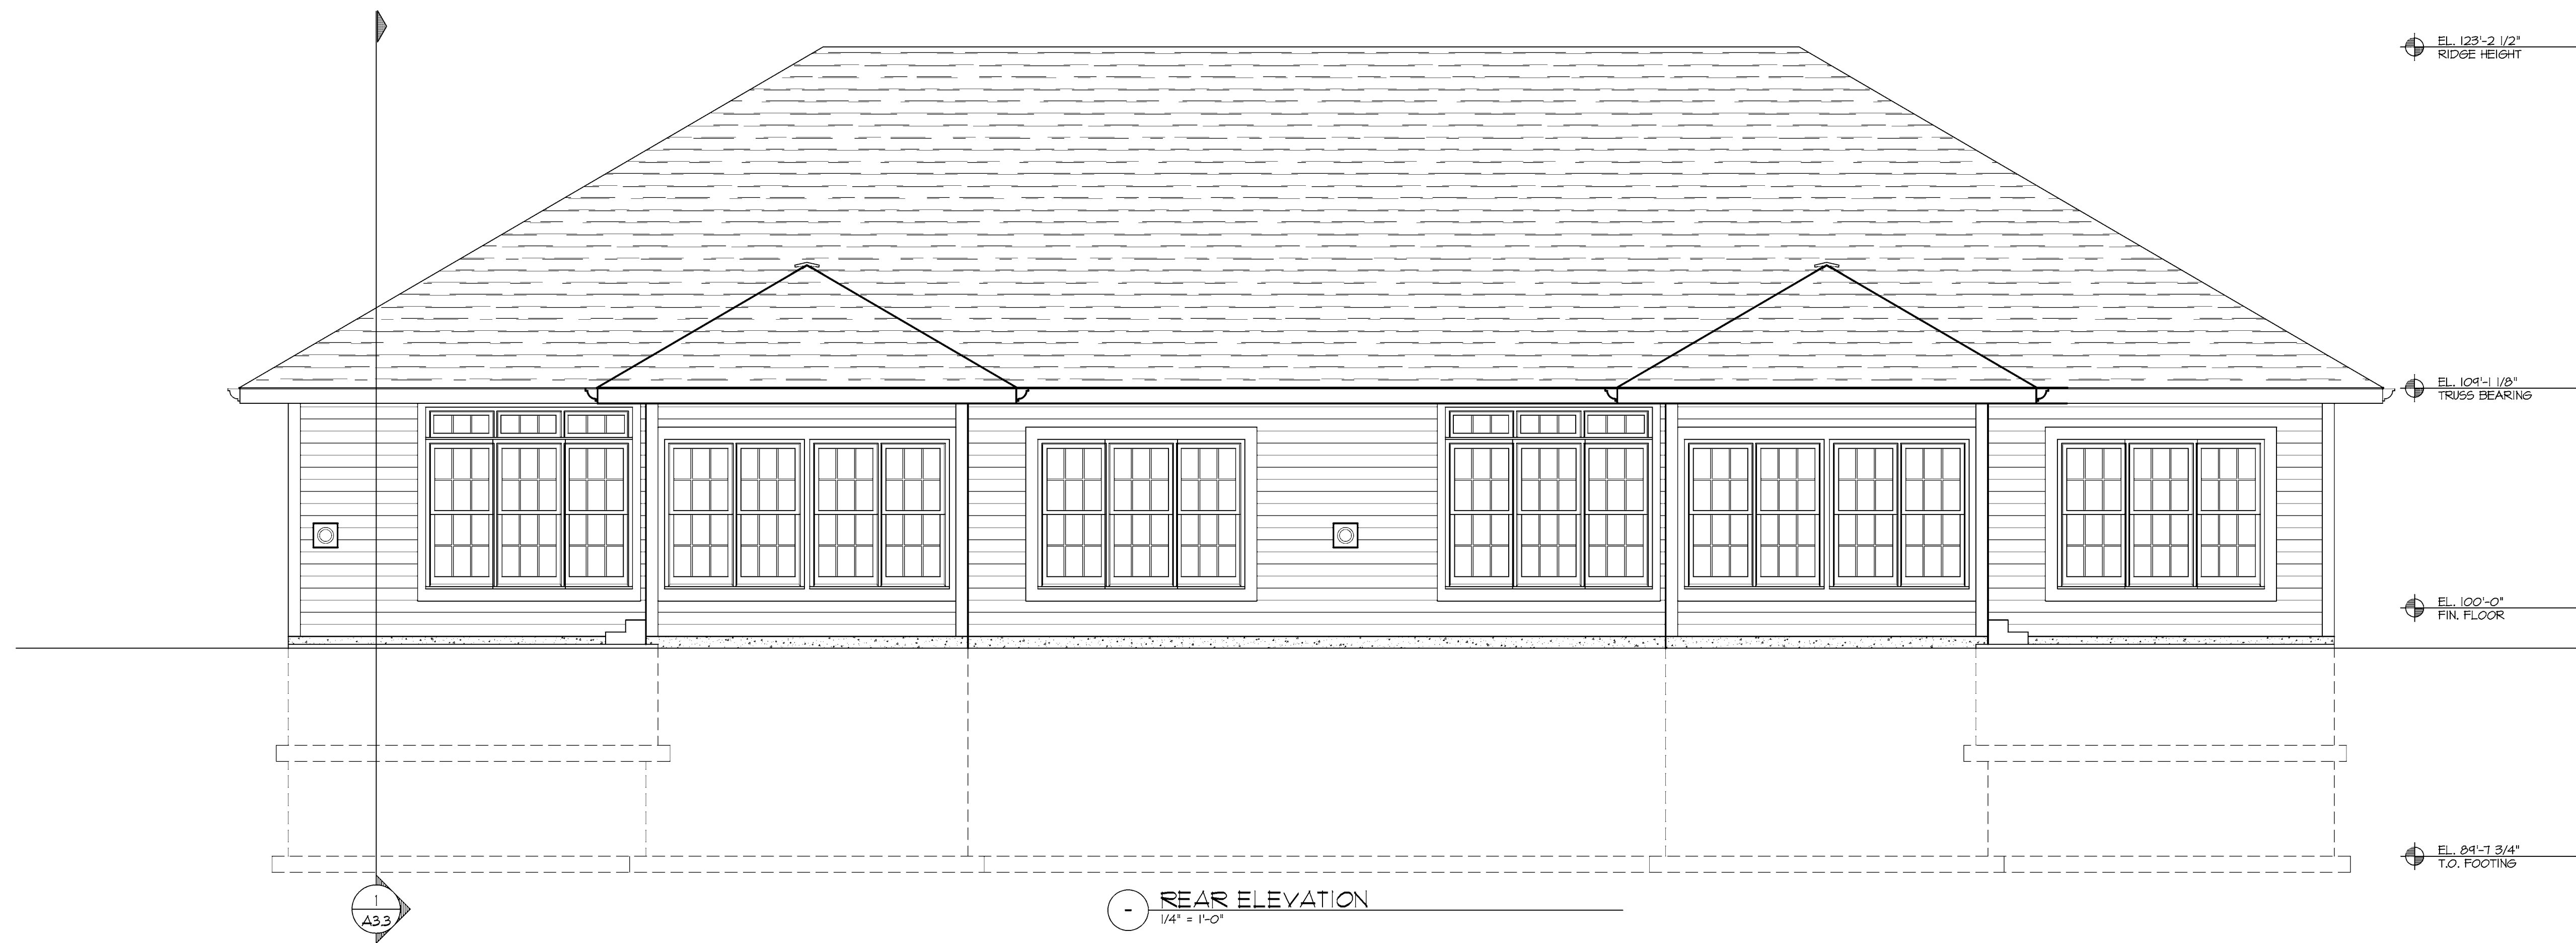 EL. 123'-2 1/2"
RIDGE HEIGHT
EL. 109'-1 1/8"
TRUSS BEARING
EL. 100'-0"
FIN. FLOOR
EL. 89'-7 3/4"
T.O. FOOTING
1
A3.3
-
REAR ELEVATION
1/4" = 1'-0"